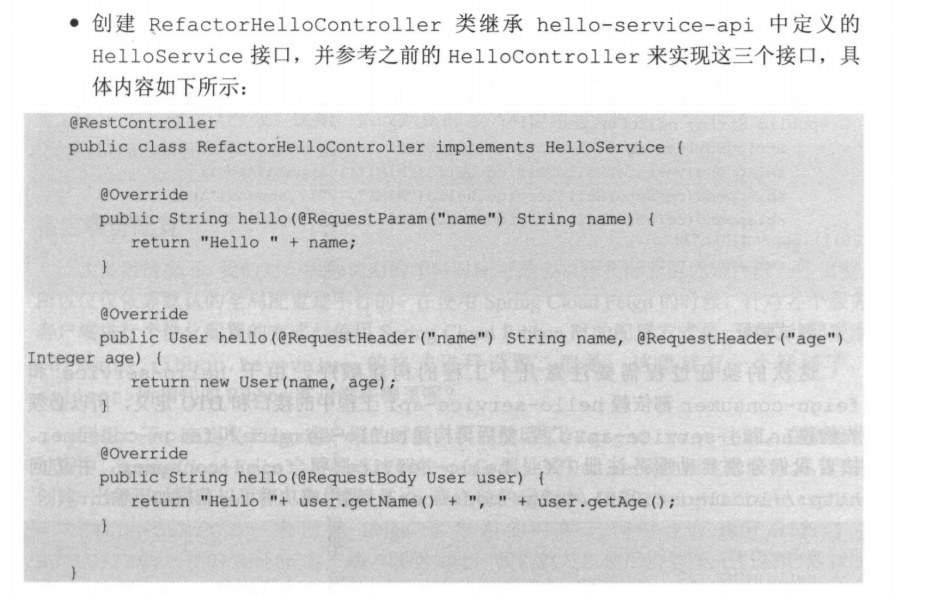 • 创建 RefactorHelloController 类继承 hello-service-api 中定义的
HelloService 接口，并参考之前的 HelloController 来实现这三个接口，具
体内容如下所示：
@RestController
public class RefactorHelloController implements HelloService {
@Override
public String hello(@RequestParam("name") String name) {
return "Hello " + name;
}
@Override
public User hello(@RequestHeader("name") String name, @RequestHeader("age")
Integer age) {
return new User(name, age);
}
@Override
public String hello(@RequestBody User user) {
return "Hello "+ user.getName() + ", " + user.getAge();
}
}